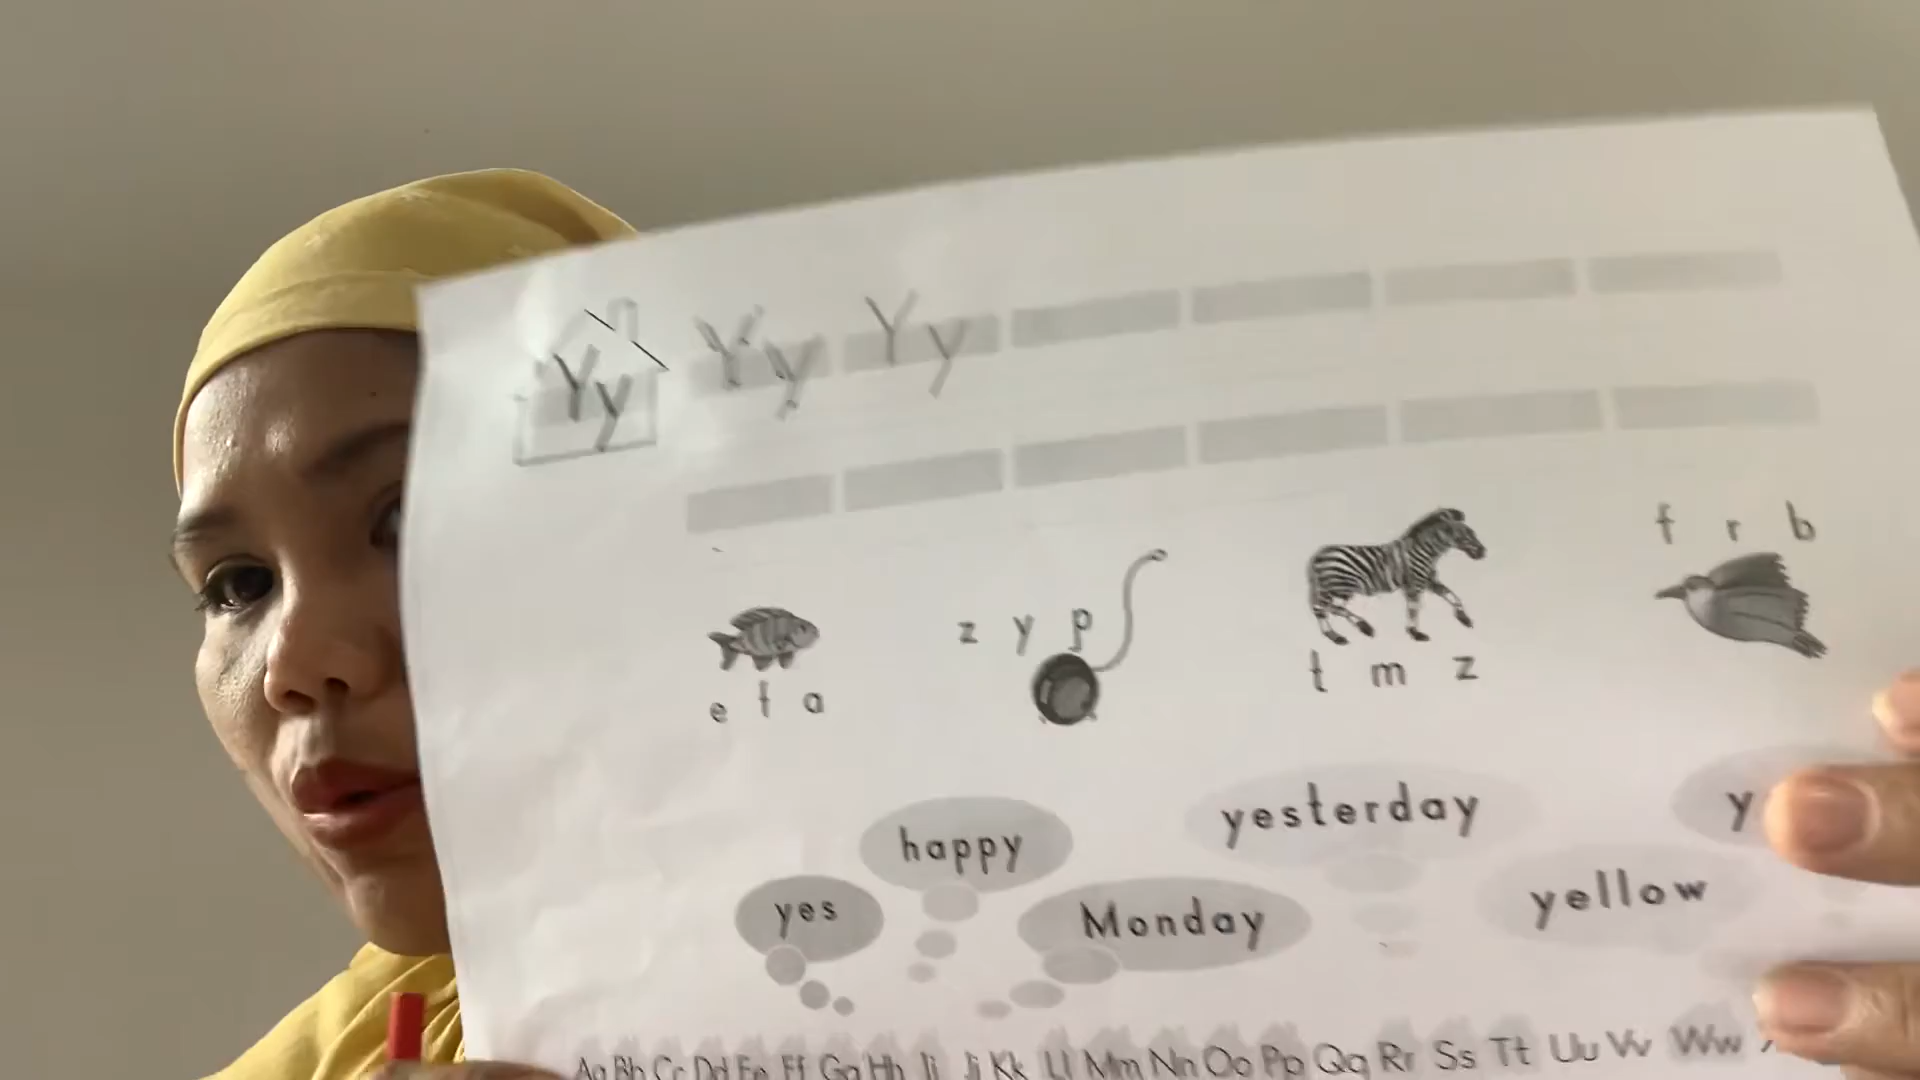 Yy Yy Yy
f r b
z y p
t m z
e f a
yesterday
y
happy
yellow
yes
Monday
Aa Bb Cc Dd Ee Ff Gg Hh Ii Jj Kk Ll Mm Nn Oo Pp Qq Rr Ss Tt Uu Vv Ww